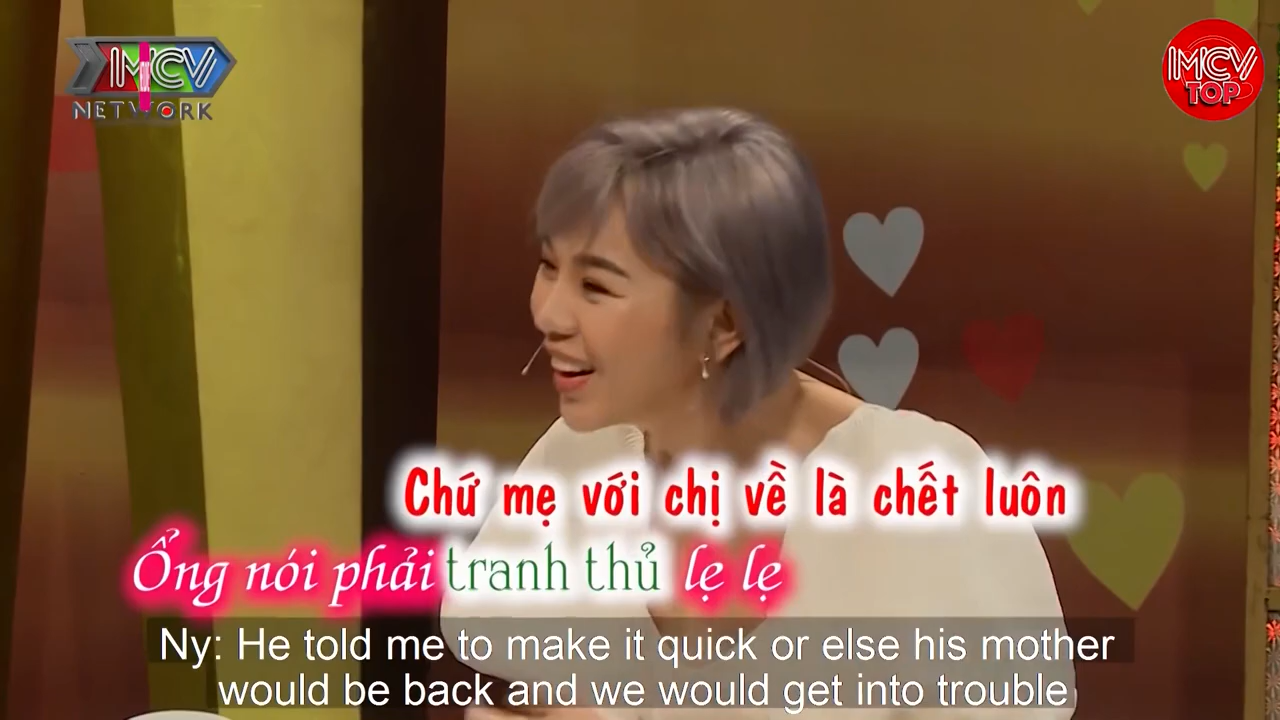 MCV
NETWORK
MCV
TOP
Chứ mẹ với chị về là chết luôn
Ổng nói phải tranh thủ lẹ lẹ
Ny: He told me to make it quick or else his mother
would be back and we would get into trouble